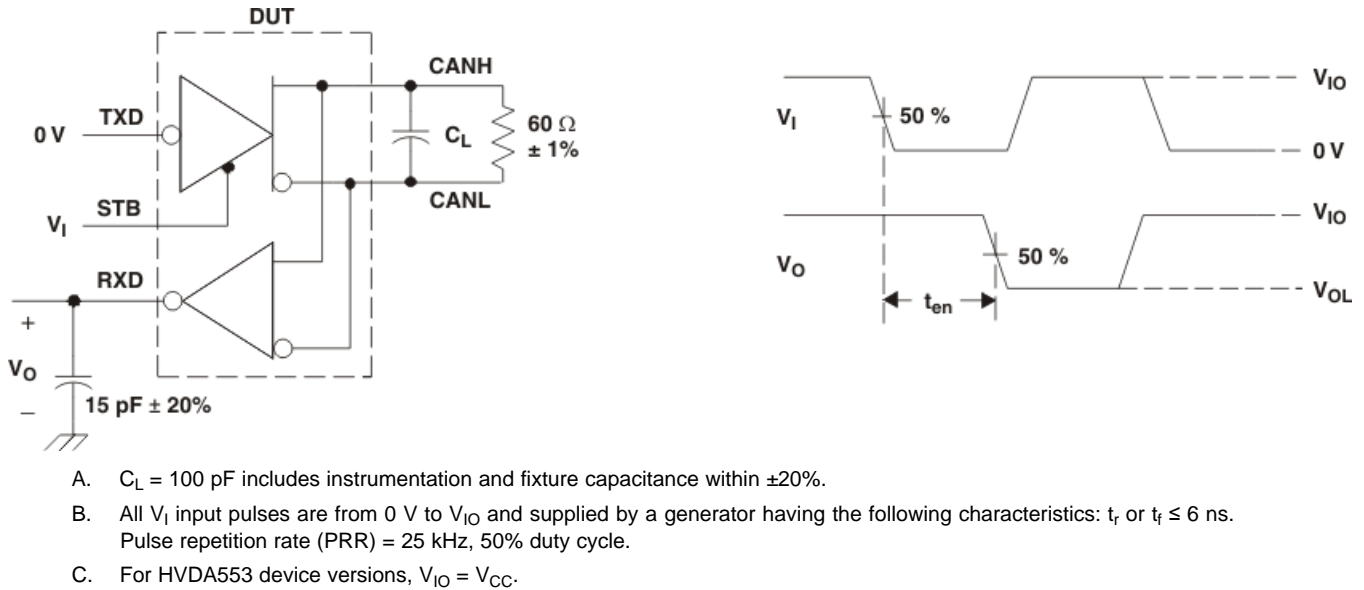 DUT
CANH
TXD
0 V
C_L
60 Ω
± 1%
STB
V_I
CANL
RXD
+
V_O
–
15 pF ± 20%
V_I
50 %
V_IO
0 V
V_O
50 %
t_en
V_IO
V_OL
A. C_L = 100 pF includes instrumentation and fixture capacitance within ±20%.
B. All V_I input pulses are from 0 V to V_IO and supplied by a generator having the following characteristics: t_r or t_f ≤ 6 ns.
Pulse repetition rate (PRR) = 25 kHz, 50% duty cycle.
C. For HVDA553 device versions, V_IO = V_CC.